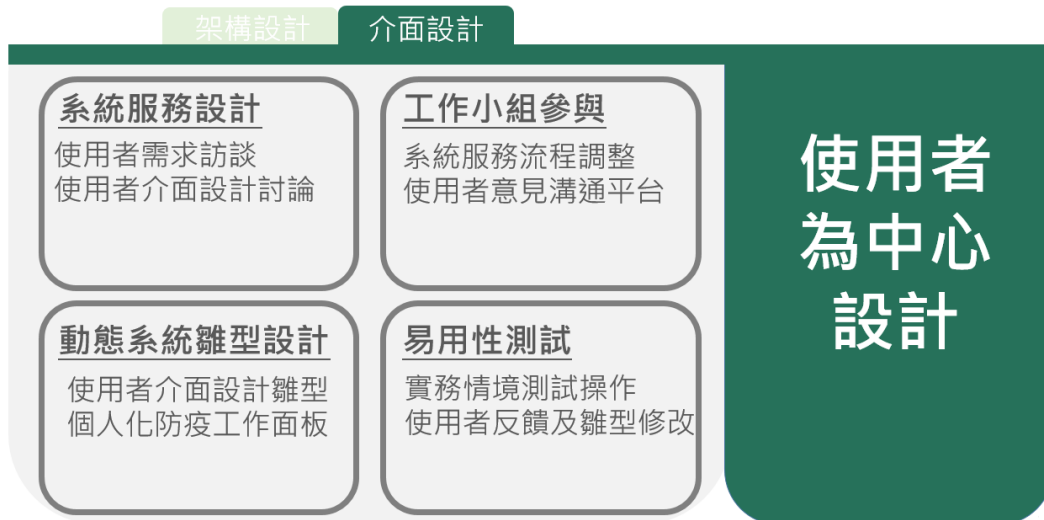 架構設計
介面設計
系統服務設計
使用者需求訪談
使用者介面設計討論
工作小組參與
系統服務流程調整
使用者意見溝通平台
動態系統雛型設計
使用者介面設計雛型
個人化防疫工作面板
易用性測試
實務情境測試操作
使用者反饋及雛型修改
使用者
為中心
設計